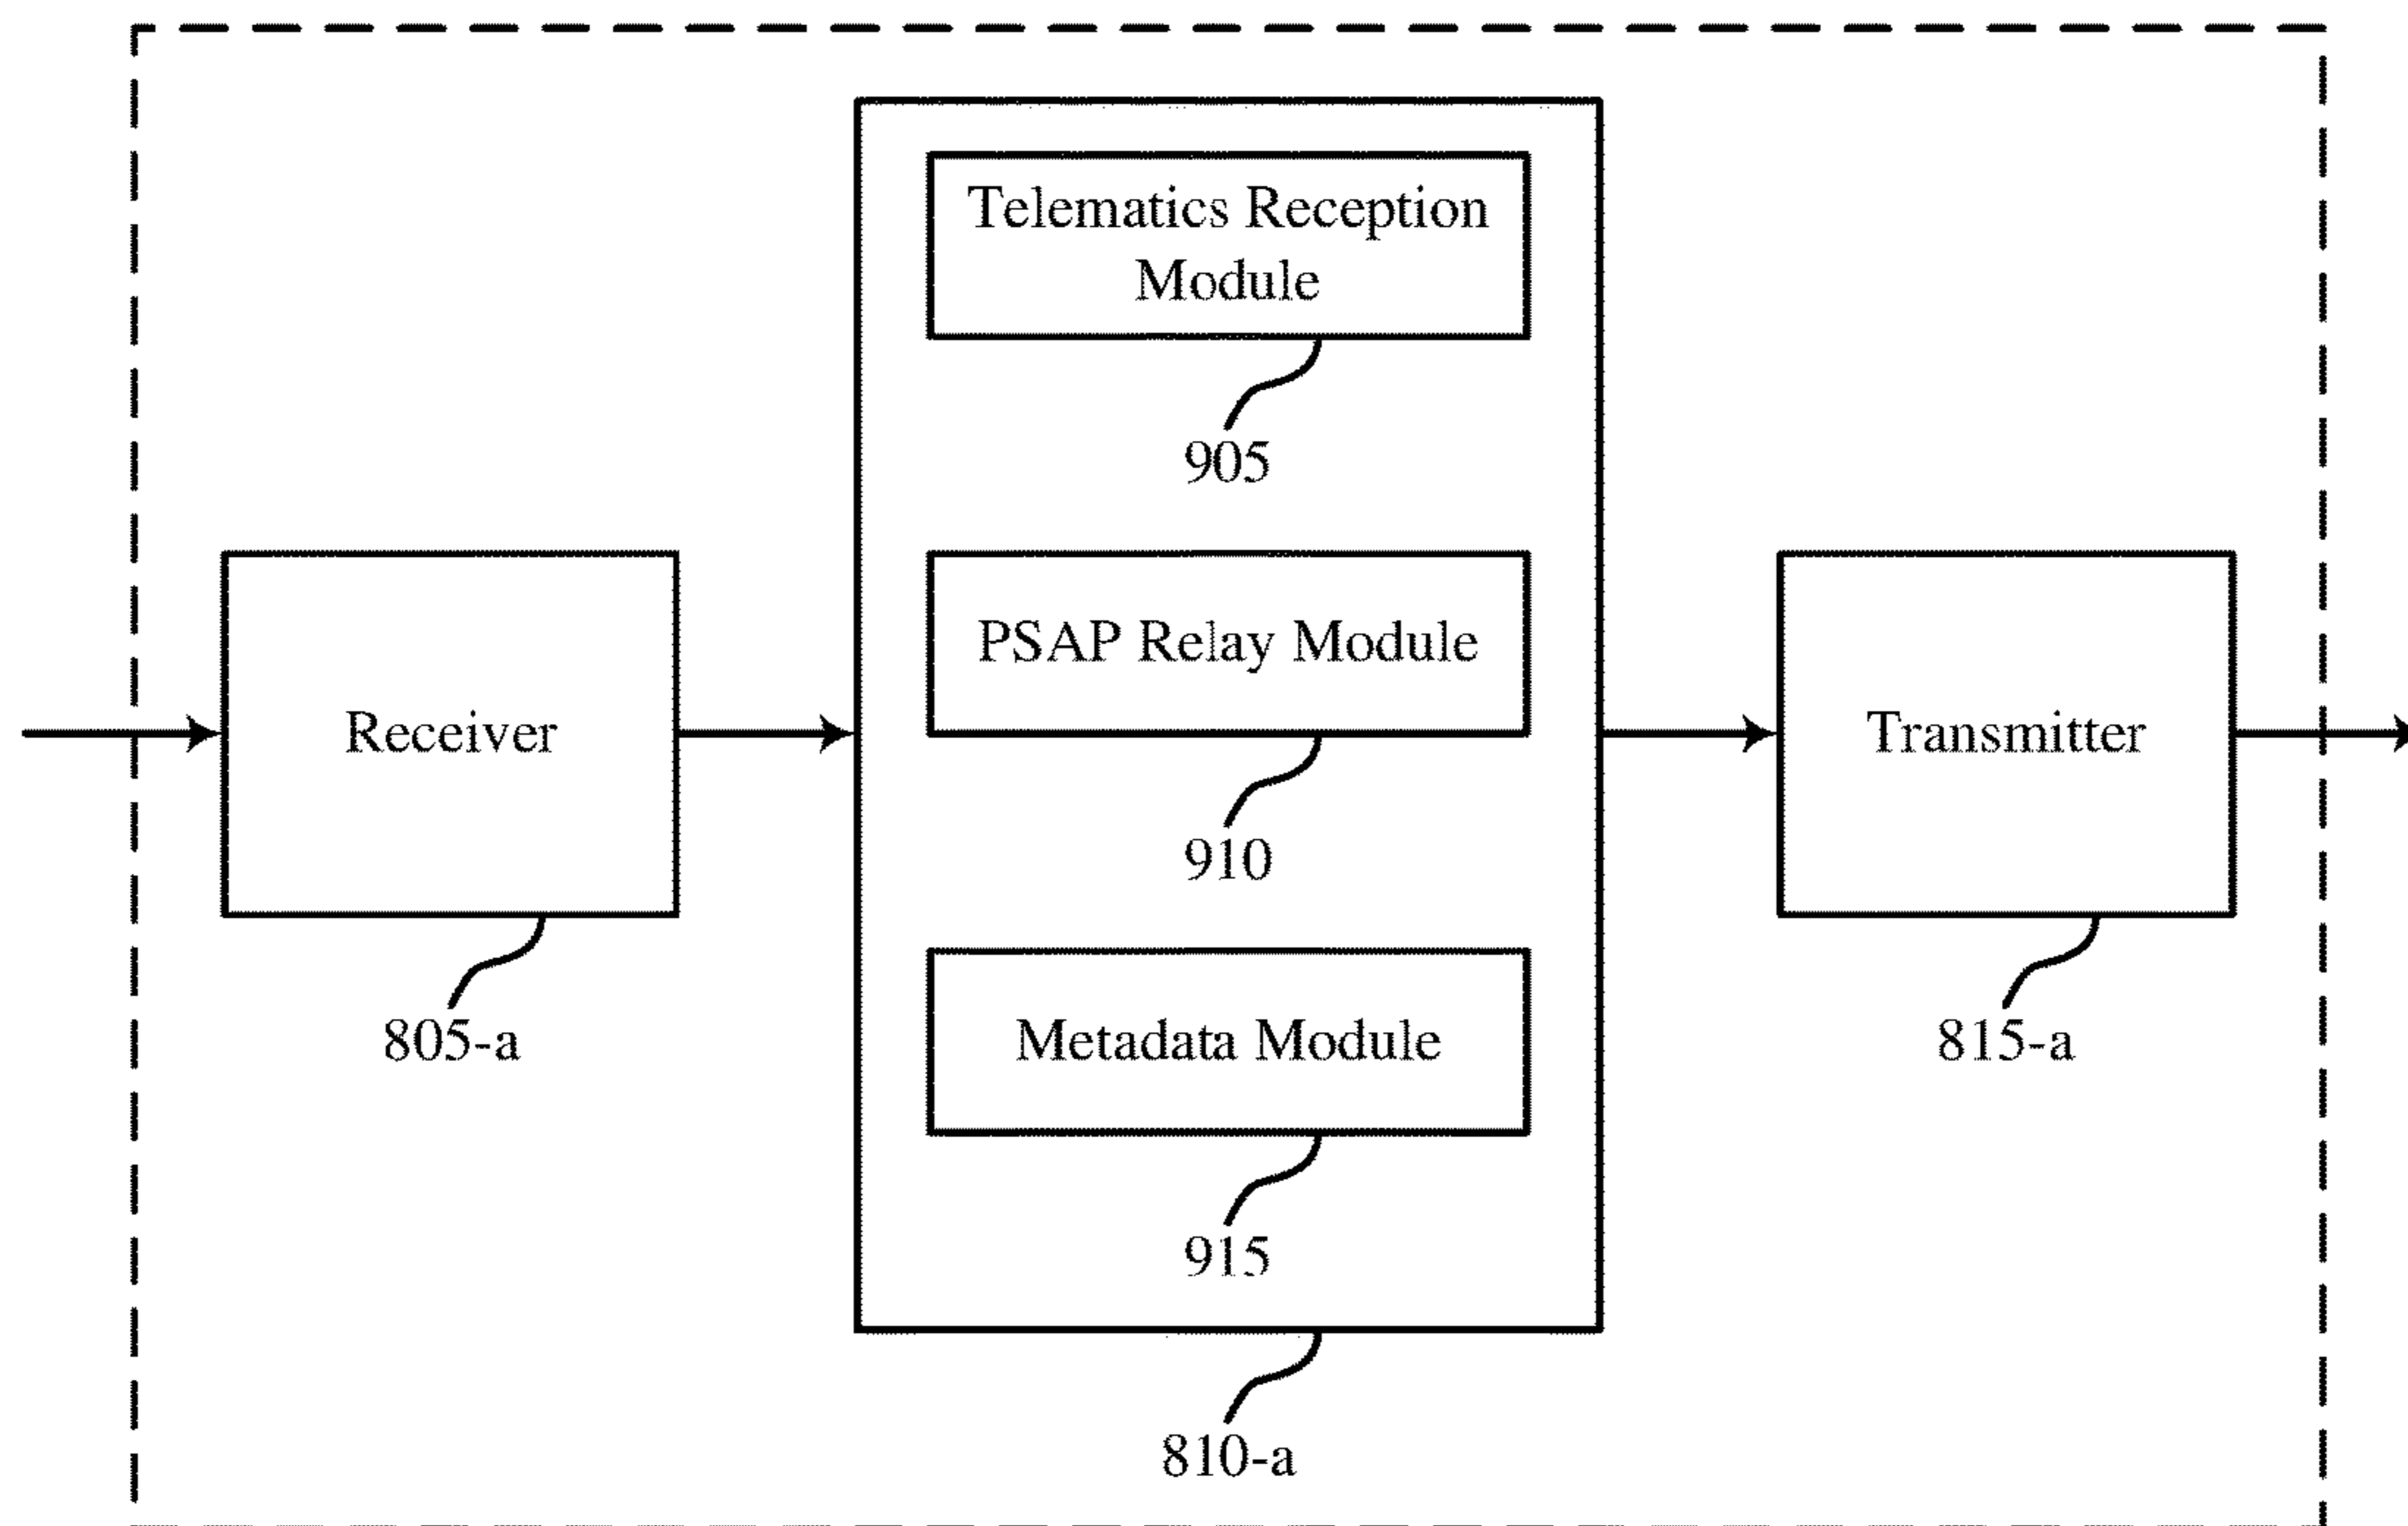 Telematics Reception
Module
905
PSAP Relay Module
Receiver
Transmitter
910
805-a
Metadata Module
815-a
915
810-a